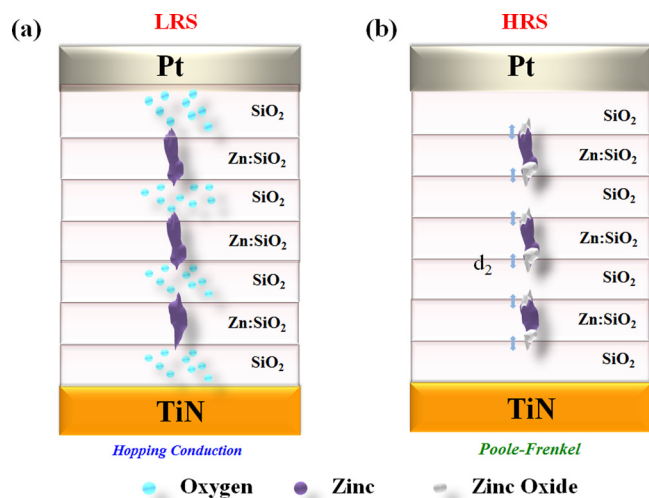 (a)
LRS
Pt
SiO₂
Zn:SiO₂
SiO₂
Zn:SiO₂
SiO₂
Zn:SiO₂
SiO₂
TiN
Hopping Conduction
(b)
HRS
Pt
SiO₂
Zn:SiO₂
SiO₂
Zn:SiO₂
d₂
SiO₂
Zn:SiO₂
SiO₂
TiN
Poole-Frenkel
Oxygen
Zinc
Zinc Oxide